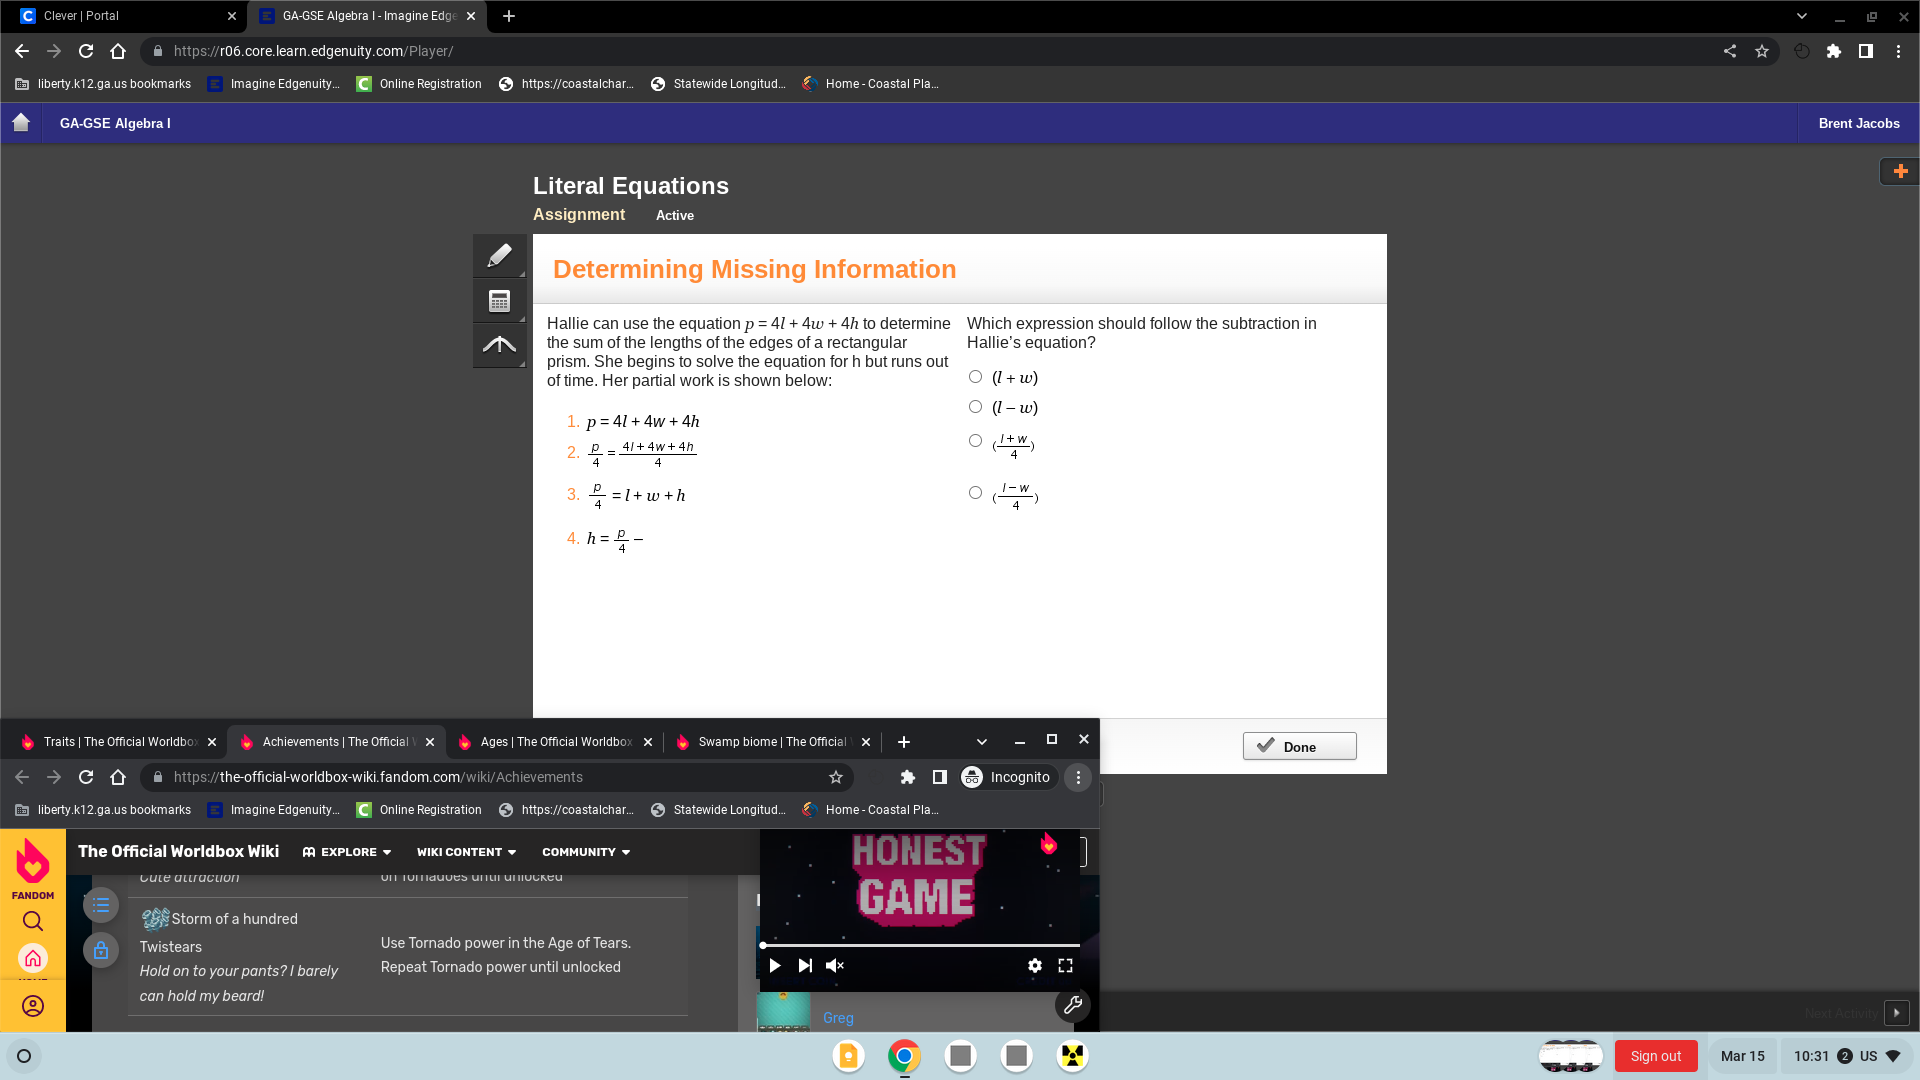 Clever | Portal
GA-GSE Algebra I - Imagine Edge
https://r06.core.learn.edgenuity.com/Player/
liberty.k12.ga.us bookmarks
Imagine Edgenuity...
Online Registration
https://coastalchar...
Statewide Longitud...
Home - Coastal Pla...
GA-GSE Algebra I
Brent Jacobs
Literal Equations
Assignment Active
Determining Missing Information
Hallie can use the equation p = 4l + 4w + 4h to determine
the sum of the lengths of the edges of a rectangular
prism. She begins to solve the equation for h but runs out
of time. Her partial work is shown below:
1. p = 4l + 4w + 4h
2. p/4 = (4l + 4w + 4h)/4
3. p/4 = l + w + h
4. h = p/4 –
Which expression should follow the subtraction in
Hallie’s equation?
(l + w)
(l – w)
((l + w)/4)
((l – w)/4)
Done
Traits | The Official Worldbox
Achievements | The Official
Ages | The Official Worldbox
Swamp biome | The Official
https://the-official-worldbox-wiki.fandom.com/wiki/Achievements
Incognito
liberty.k12.ga.us bookmarks
Imagine Edgenuity...
Online Registration
https://coastalchar...
Statewide Longitud...
Home - Coastal Pla...
FANDOM
The Official Worldbox Wiki
EXPLORE
WIKI CONTENT
COMMUNITY
HONEST
GAME
Cute attraction
on Tornadoes until unlocked
Storm of a hundred
Twistears
Hold on to your pants? I barely
can hold my beard!
Use Tornado power in the Age of Tears.
Repeat Tornado power until unlocked
Greg
Next Activity
Sign out
Mar 15
10:31 2 US